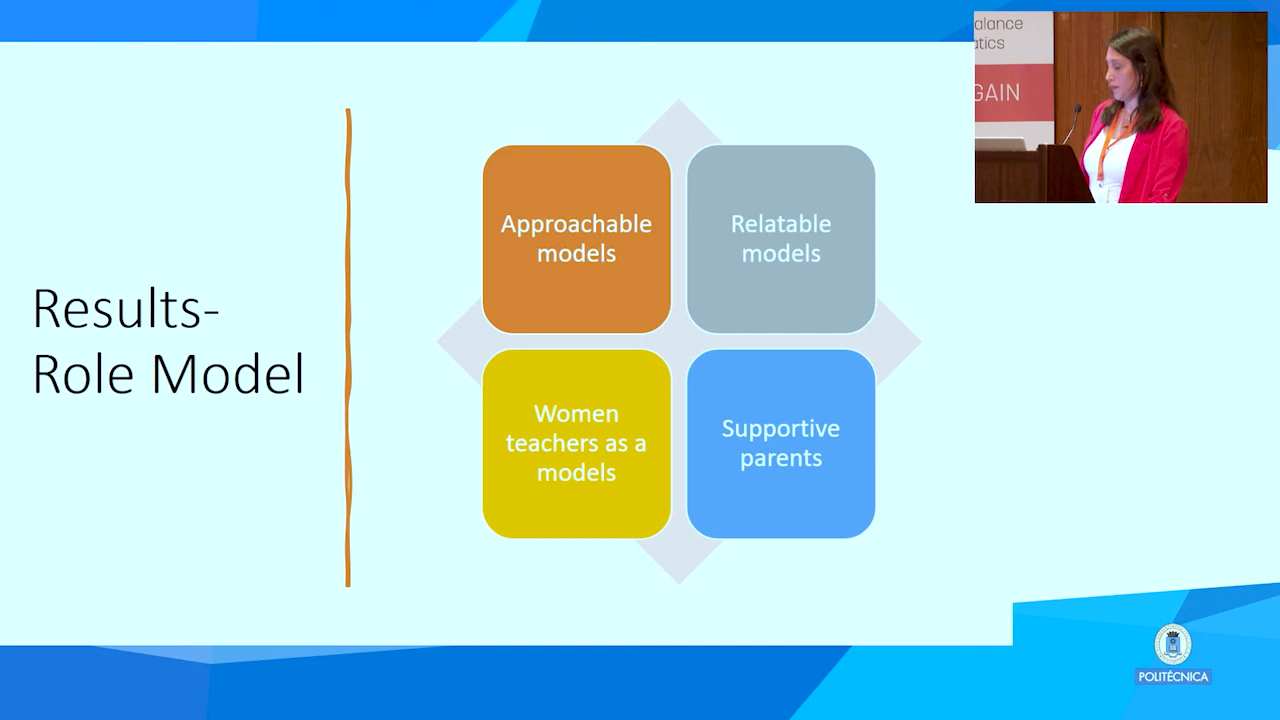 alance
atics
GAIN
Results-
Role Model
Approachable
models
Relatable
models
Women
teachers as a
models
Supportive
parents
POLITÉCNICA